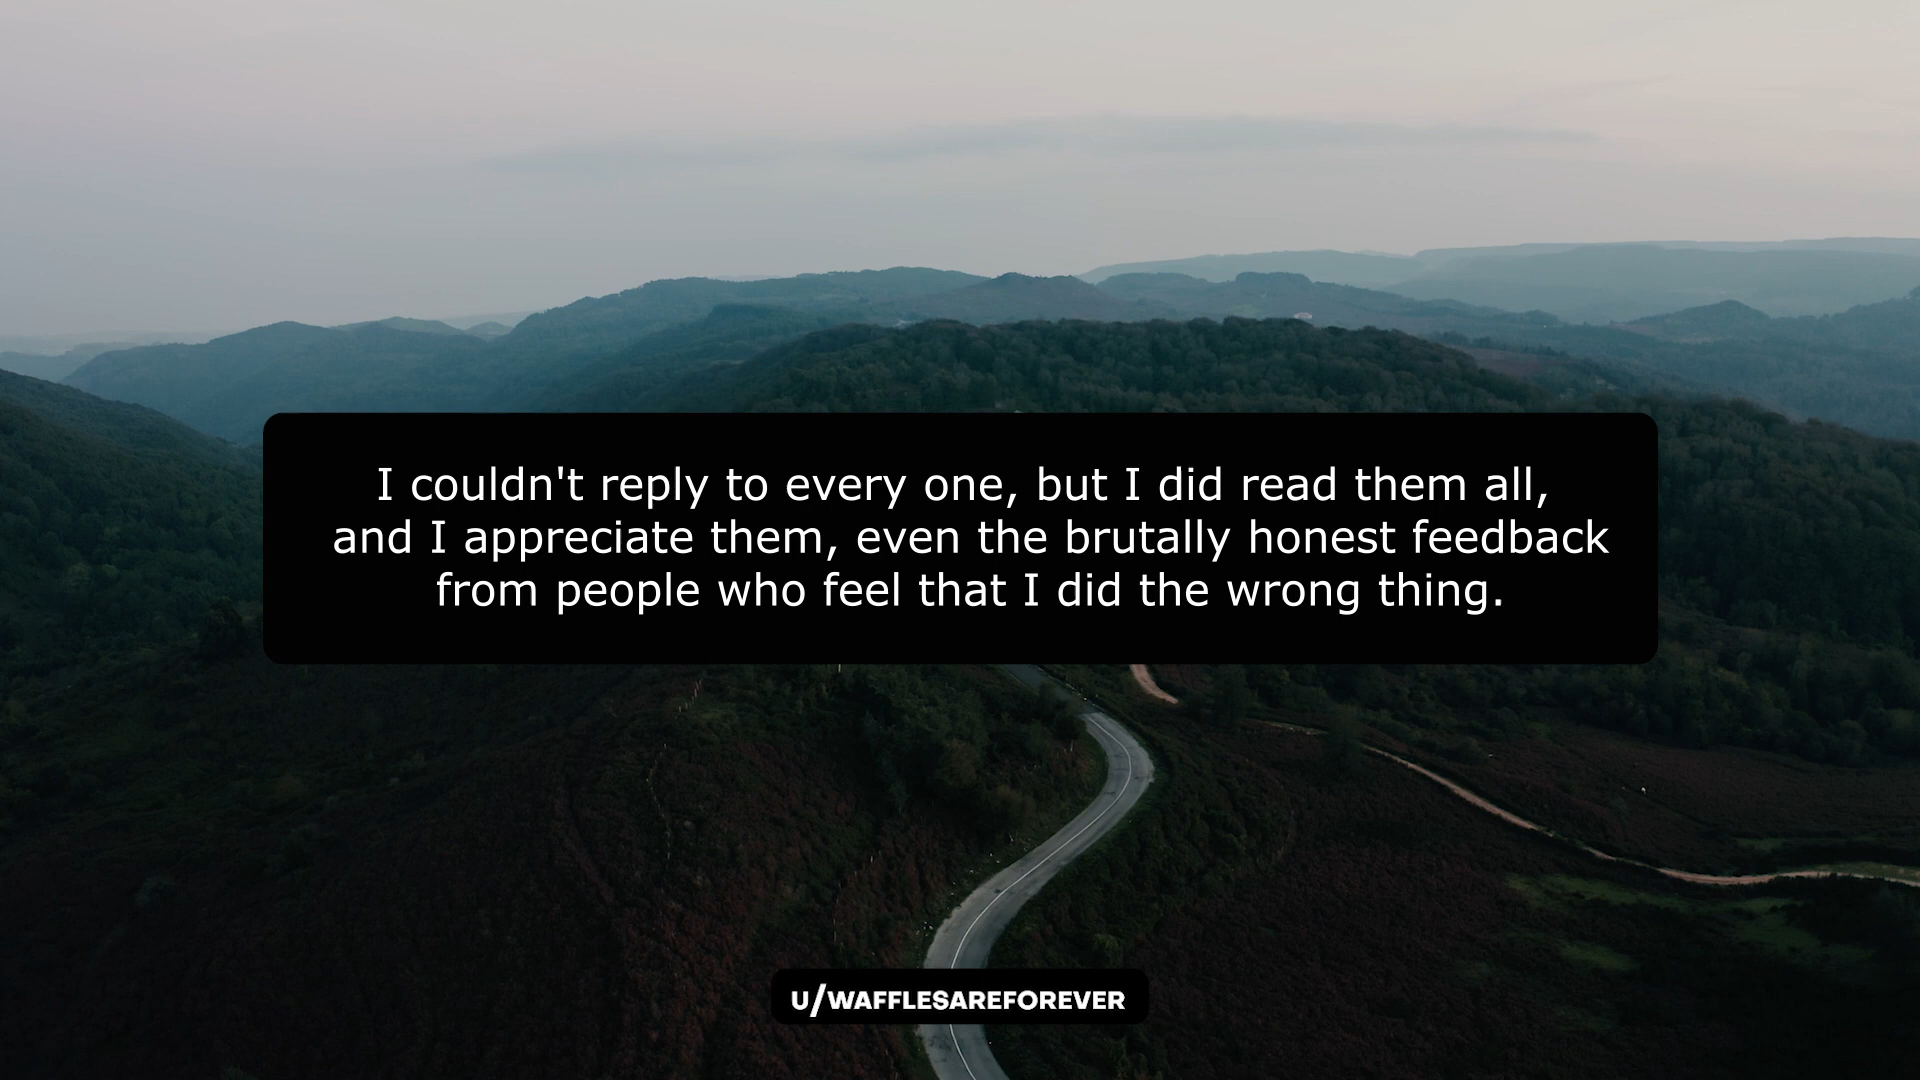 I couldn't reply to every one, but I did read them all,
and I appreciate them, even the brutally honest feedback
from people who feel that I did the wrong thing.
U/WAFFLESAREFOREVER